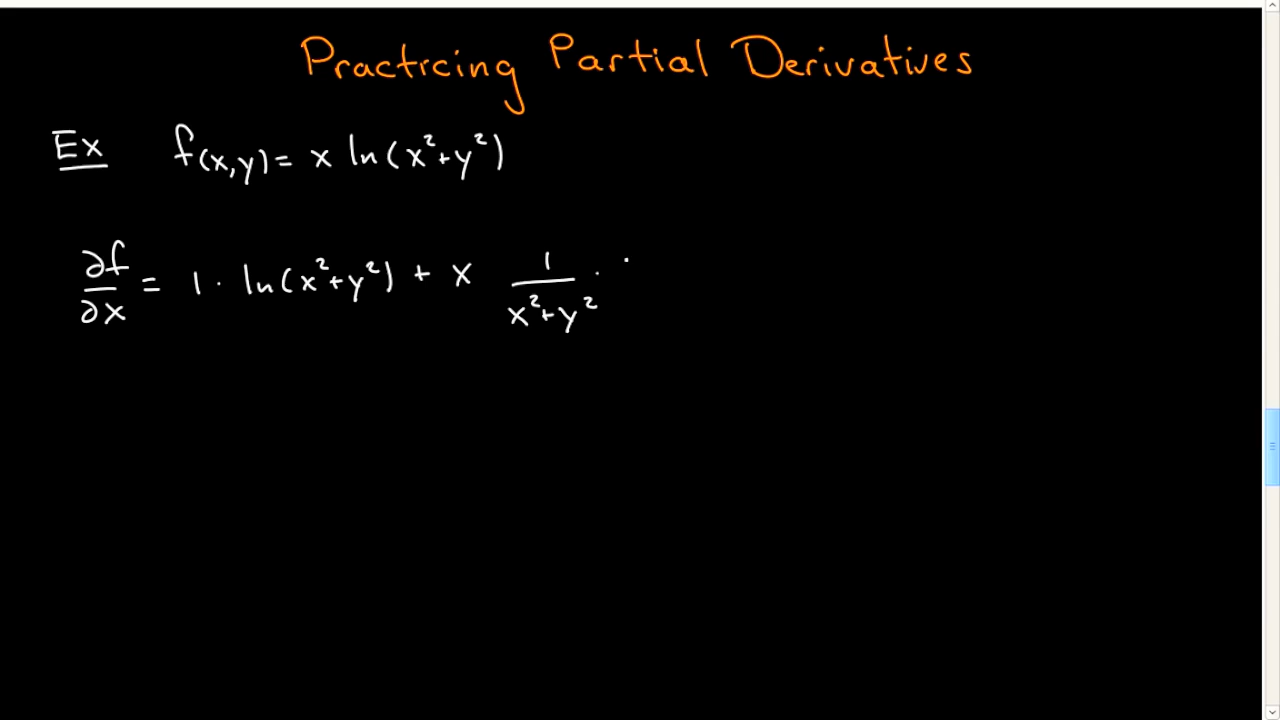 Practicing Partial Derivatives
Ex f(x,y) = x ln(x²+y²)
∂f/∂x = 1 · ln(x²+y²) + x 1/(x²+y²) ·